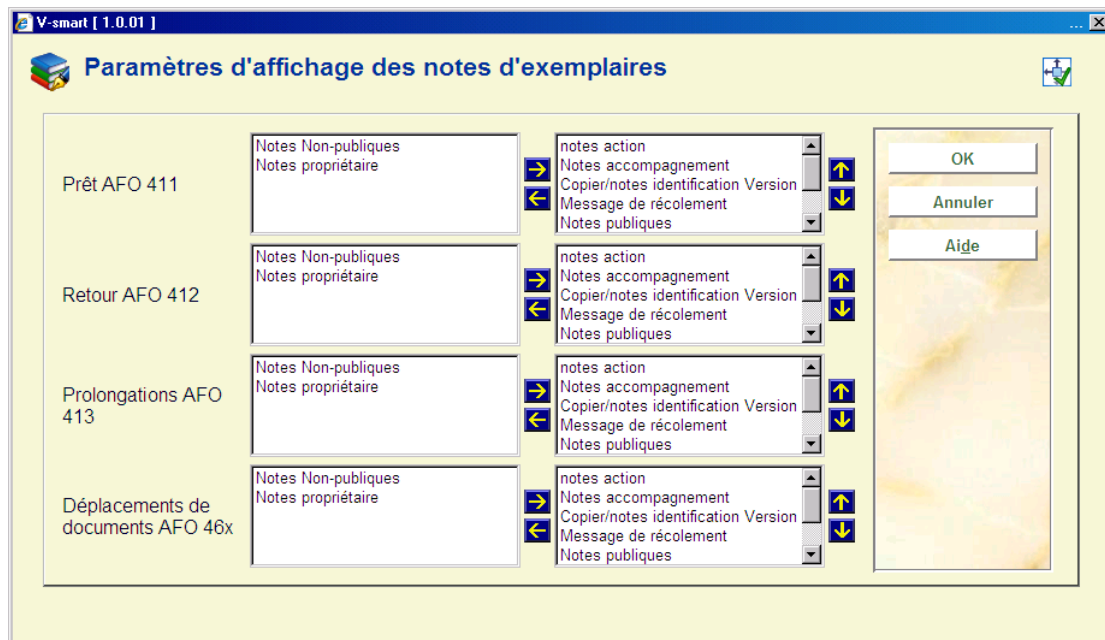 V-smart [ 1.0.01 ]
...
Paramètres d'affichage des notes d'exemplaires
Prêt AFO 411
Notes Non-publiques
Notes propriétaire
notes action
Notes accompagnement
Copier/notes identification Version
Message de récolement
Notes publiques
Retour AFO 412
Notes Non-publiques
Notes propriétaire
notes action
Notes accompagnement
Copier/notes identification Version
Message de récolement
Notes publiques
Prolongations AFO
413
Notes Non-publiques
Notes propriétaire
notes action
Notes accompagnement
Copier/notes identification Version
Message de récolement
Notes publiques
Déplacements de
documents AFO 46x
Notes Non-publiques
Notes propriétaire
notes action
Notes accompagnement
Copier/notes identification Version
Message de récolement
Notes publiques
OK
Annuler
Aide